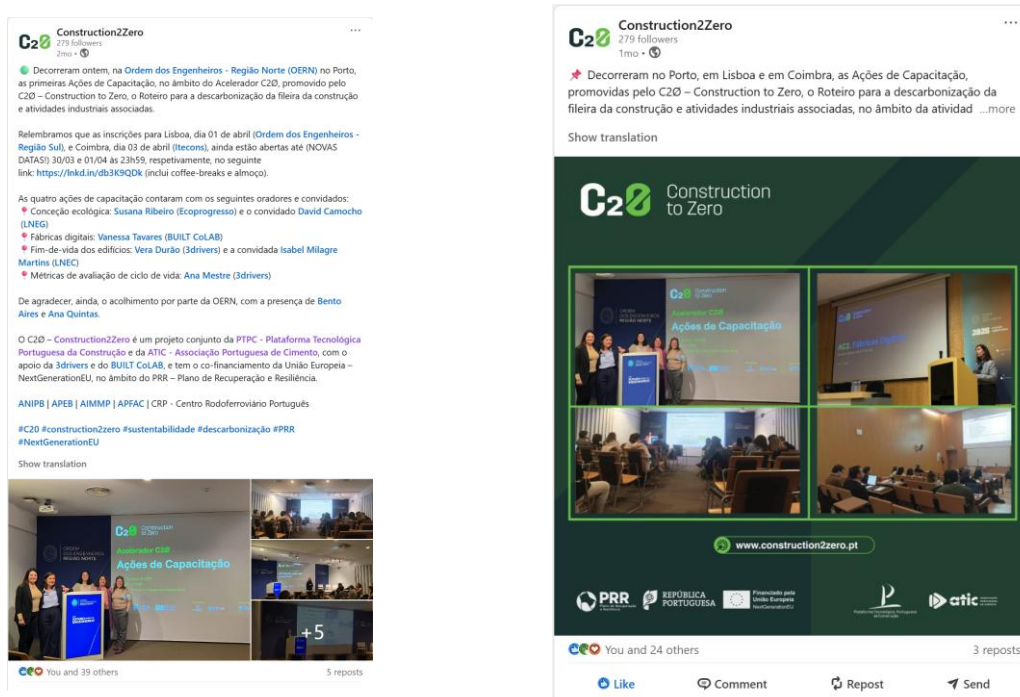 Construction2Zero
279 followers
2mo •
Decorreram ontem, na Ordem dos Engenheiros - Região Norte (OERN) no Porto,
as primeiras Ações de Capacitação, no âmbito do Acelerador C2Ø, promovido pelo
C2Ø – Construction to Zero, o Roteiro para a descarbonização da fileira da construção
e atividades industriais associadas.
Relembramos que as inscrições para Lisboa, dia 01 de abril (Ordem dos Engenheiros -
Região Sul), e Coimbra, dia 03 de abril (Itecons), ainda estão abertas até (NOVAS
DATAS!) 30/03 e 01/04 às 23h59, respetivamente, no seguinte
link: https://lnkd.in/db3K9QDk (inclui coffee-breaks e almoço).
As quatro ações de capacitação contaram com os seguintes oradores e convidados:
Conceção ecológica: Susana Ribeiro (Ecoprogresso) e o convidado David Camocho
(LNEG)
Fábricas digitais: Vanessa Tavares (BUILT CoLAB)
Fim-de-vida dos edifícios: Vera Durão (3drivers) e a convidada Isabel Milagre
Martins (LNEC)
Métricas de avaliação de ciclo de vida: Ana Mestre (3drivers)
De agradecer, ainda, o acolhimento por parte da OERN, com a presença de Bento
Aires e Ana Quintas.
O C2Ø – Construction2Zero é um projeto conjunto da PTPC - Plataforma Tecnológica
Portuguesa da Construção e da ATIC - Associação Portuguesa de Cimento, com o
apoio da 3drivers e do BUILT CoLAB, e tem o co-financiamento da União Europeia –
NextGenerationEU, no âmbito do PRR – Plano de Recuperação e Resiliência.
ANIPB | APEB | AIMMP | APFAC | CRP - Centro Rodoferroviário Português
#C20 #construction2zero #sustentabilidade #descarbonização #PRR
#NextGenerationEU
Show translation
C2Ø Construction to Zero
ORDEM DOS ENGENHEIROS REGIÃO NORTE
Acelerador C2Ø
Ações de Capacitação
+5
You and 39 others
5 reposts
Construction2Zero
279 followers
1mo •
Decorreram no Porto, em Lisboa e em Coimbra, as Ações de Capacitação,
promovidas pelo C2Ø – Construction to Zero, o Roteiro para a descarbonização da
fileira da construção e atividades industriais associadas, no âmbito da atividad ...more
Show translation
C2Ø Construction
to Zero
C2Ø Construction to Zero
ORDEM DOS ENGENHEIROS REGIÃO NORTE
Acelerador C2Ø
Ações de Capacitação
www.construction2zero.pt
PRR
REPÚBLICA
PORTUGUESA
Financiado pela
União Europeia
NextGenerationEU
atic
You and 24 others
3 reposts
Like
Comment
Repost
Send